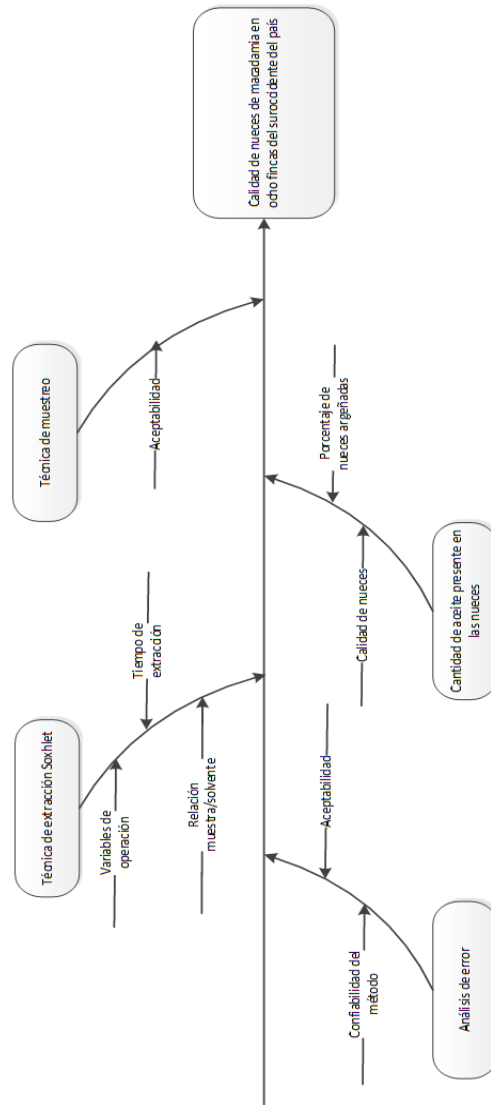 Técnica de extracción Soxhlet
Técnica de muestreo
Variables de
operación
Tiempo de
extracción
Relación
muestra/solvente
Aceptabilidad
Calidad de nueces de macadamia en
ocho fincas del suroccidente del país
Confiabilidad del
método
Aceptabilidad
Calidad de nueces
Porcentaje de
nueces argeñadas
Análisis de error
Cantidad de aceite presente en
las nueces